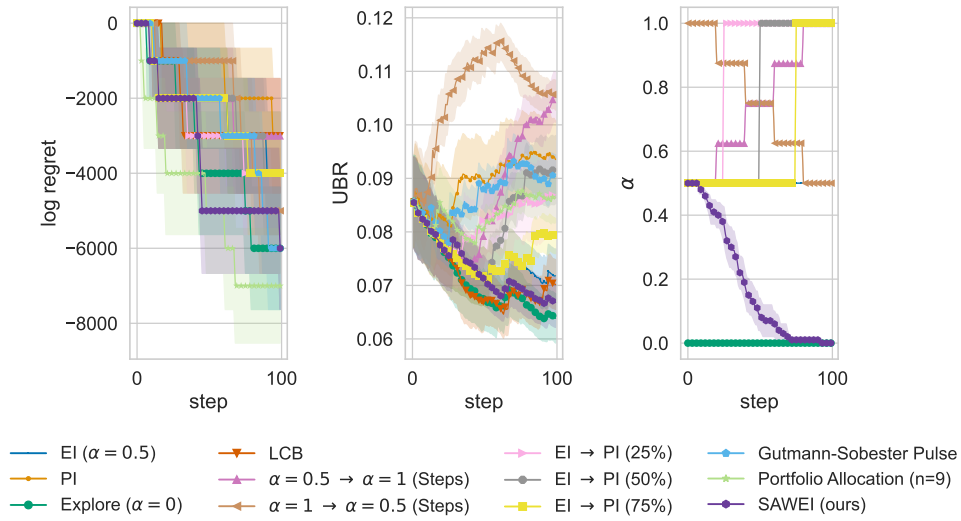 0
−2000
−4000
−6000
−8000
log regret
0
100
step
0.12
0.11
0.10
0.09
0.08
0.07
0.06
UBR
0
100
step
1.0
0.8
0.6
0.4
0.2
0.0
α
0
100
step
EI (α = 0.5)
PI
Explore (α = 0)
LCB
α = 0.5 → α = 1 (Steps)
α = 1 → α = 0.5 (Steps)
EI → PI (25%)
EI → PI (50%)
EI → PI (75%)
Gutmann-Sobester Pulse
Portfolio Allocation (n=9)
SAWEI (ours)